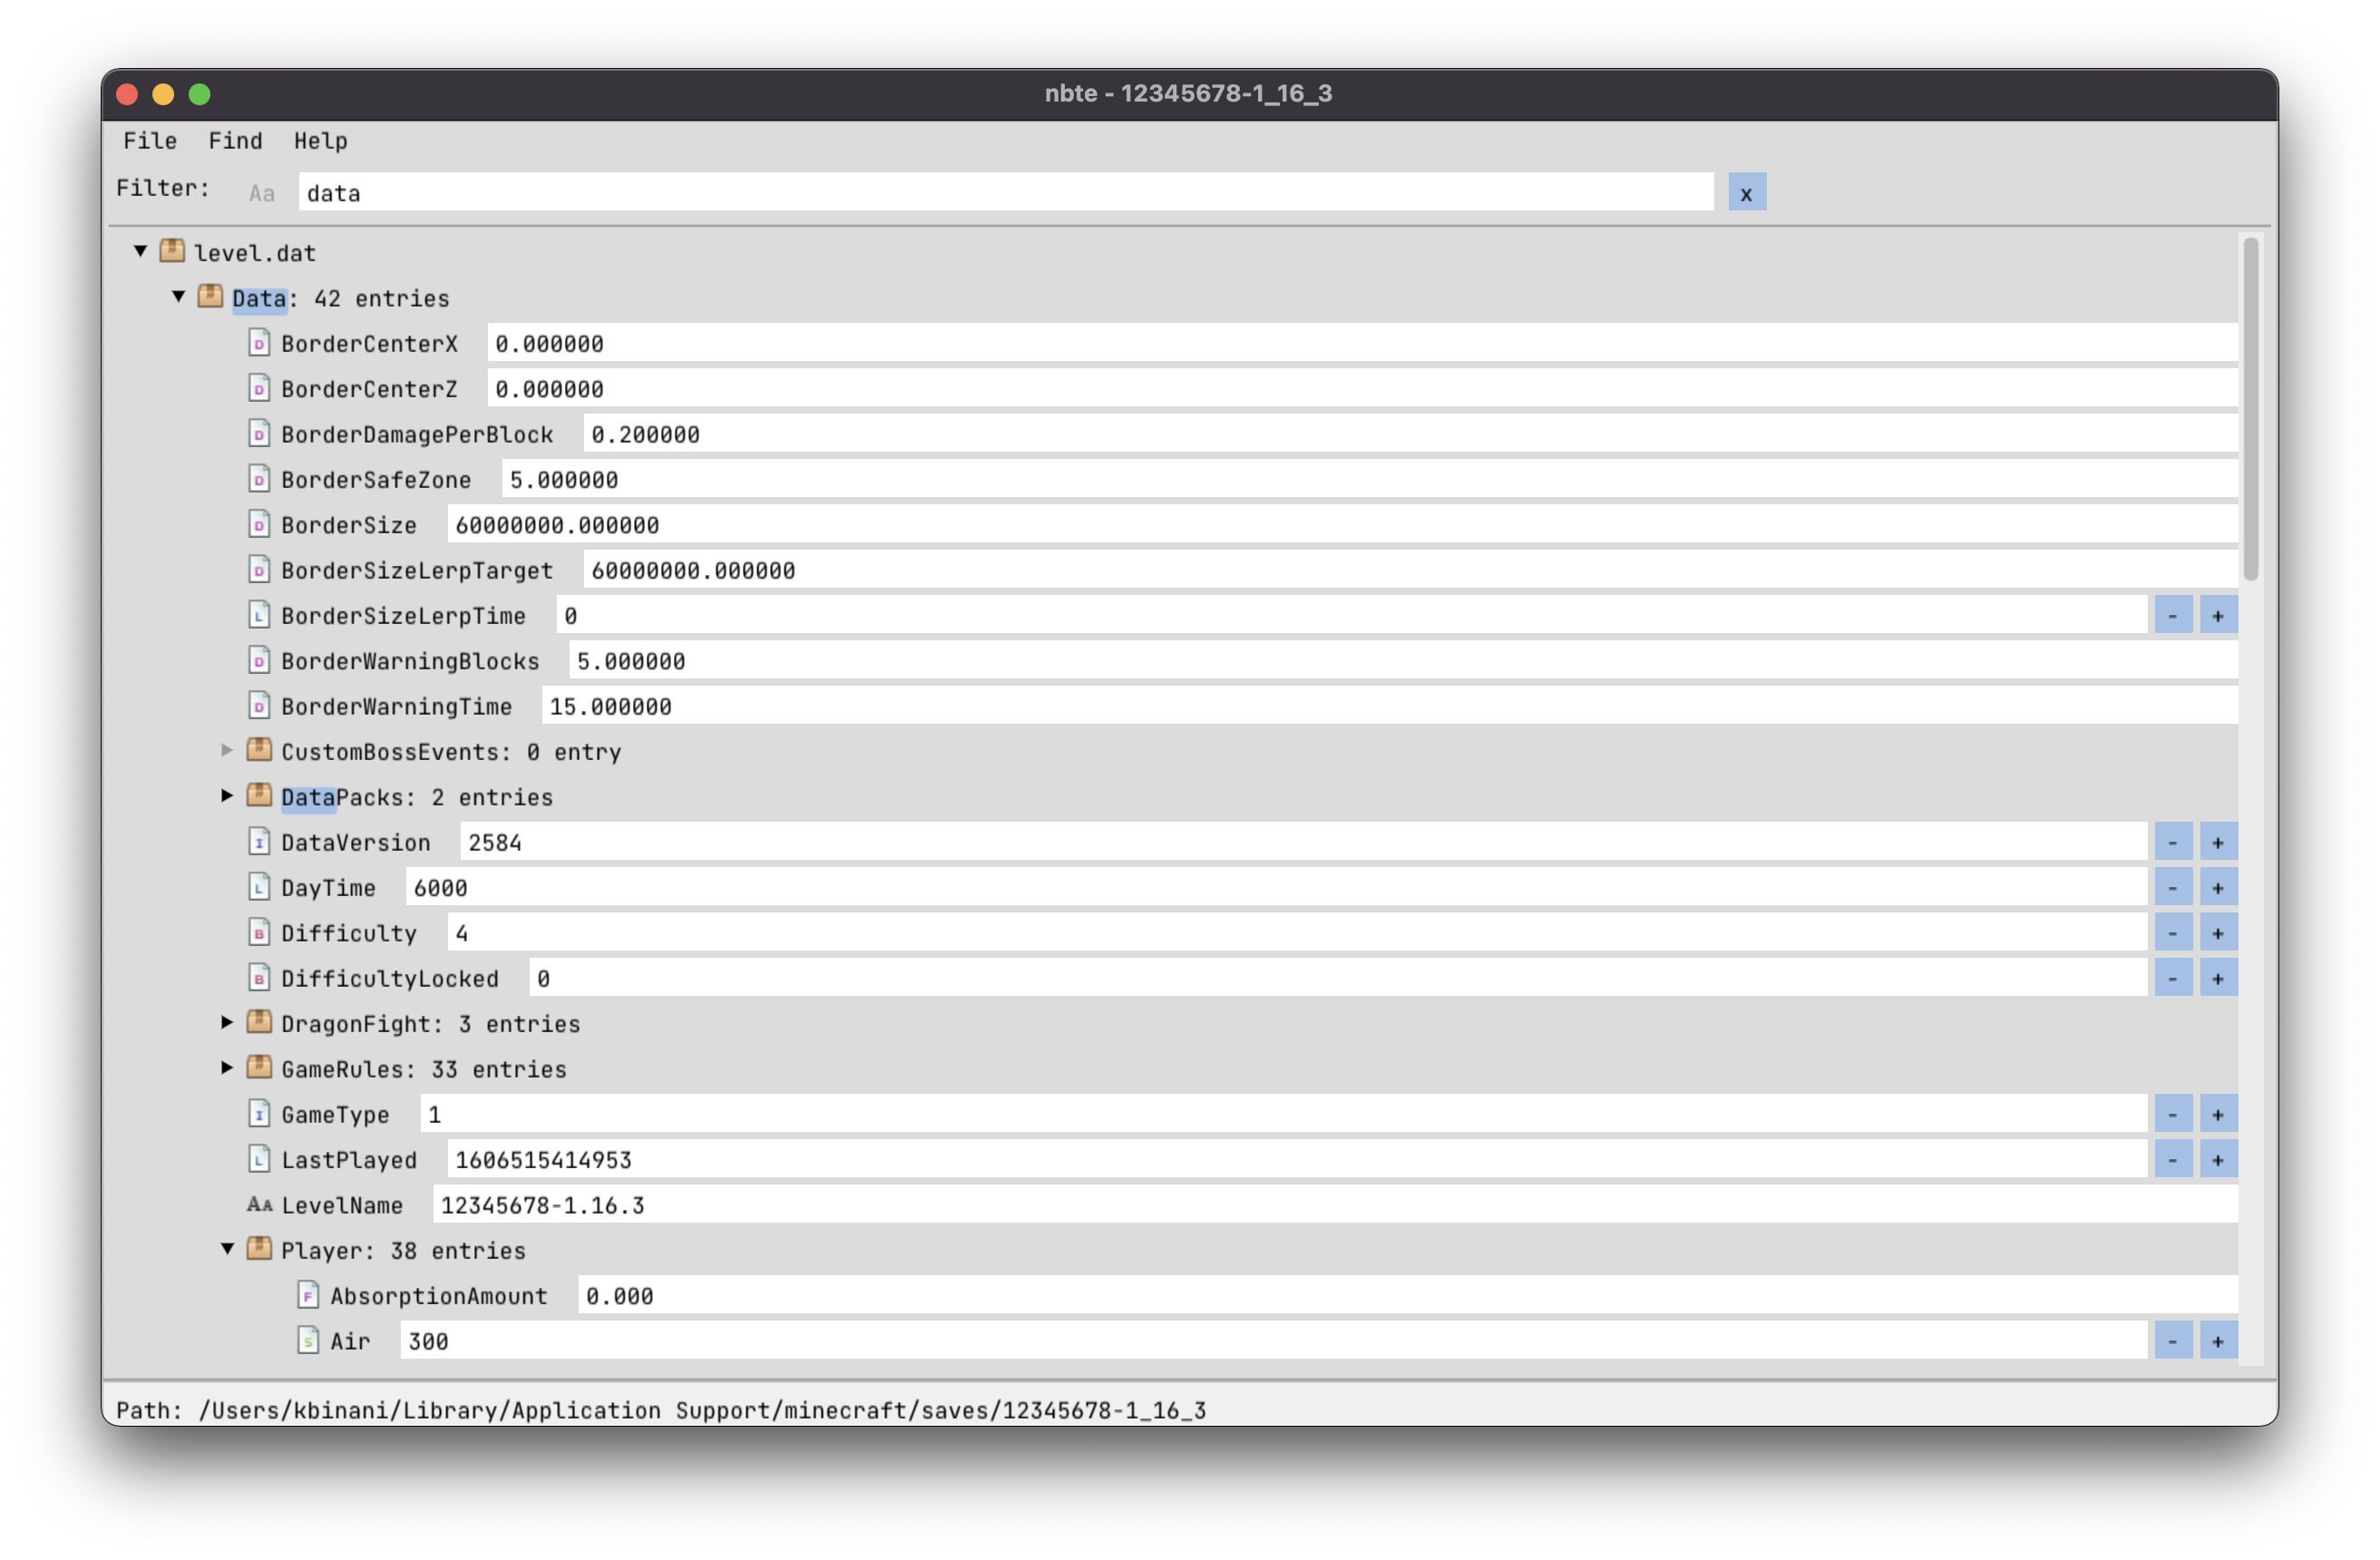 nbte - 12345678-1_16_3
File Find Help
Filter: Aa data x
level.dat
Data: 42 entries
D BorderCenterX 0.000000
D BorderCenterZ 0.000000
D BorderDamagePerBlock 0.200000
D BorderSafeZone 5.000000
D BorderSize 60000000.000000
D BorderSizeLerpTarget 60000000.000000
L BorderSizeLerpTime 0 - +
D BorderWarningBlocks 5.000000
D BorderWarningTime 15.000000
CustomBossEvents: 0 entry
DataPacks: 2 entries
I DataVersion 2584 - +
L DayTime 6000 - +
B Difficulty 4 - +
B DifficultyLocked 0 - +
DragonFight: 3 entries
GameRules: 33 entries
I GameType 1 - +
L LastPlayed 1606515414953 - +
AA LevelName 12345678-1.16.3
Player: 38 entries
F AbsorptionAmount 0.000
S Air 300 - +
Path: /Users/kbinani/Library/Application Support/minecraft/saves/12345678-1_16_3